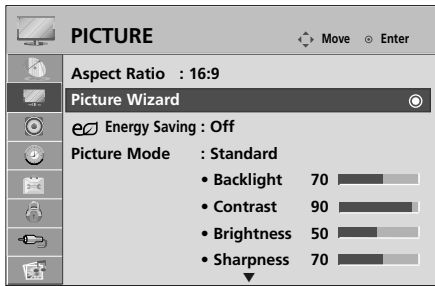 PICTURE
Move Enter
Aspect Ratio : 16:9
Picture Wizard
Energy Saving : Off
Picture Mode : Standard
• Backlight 70
• Contrast 90
• Brightness 50
• Sharpness 70